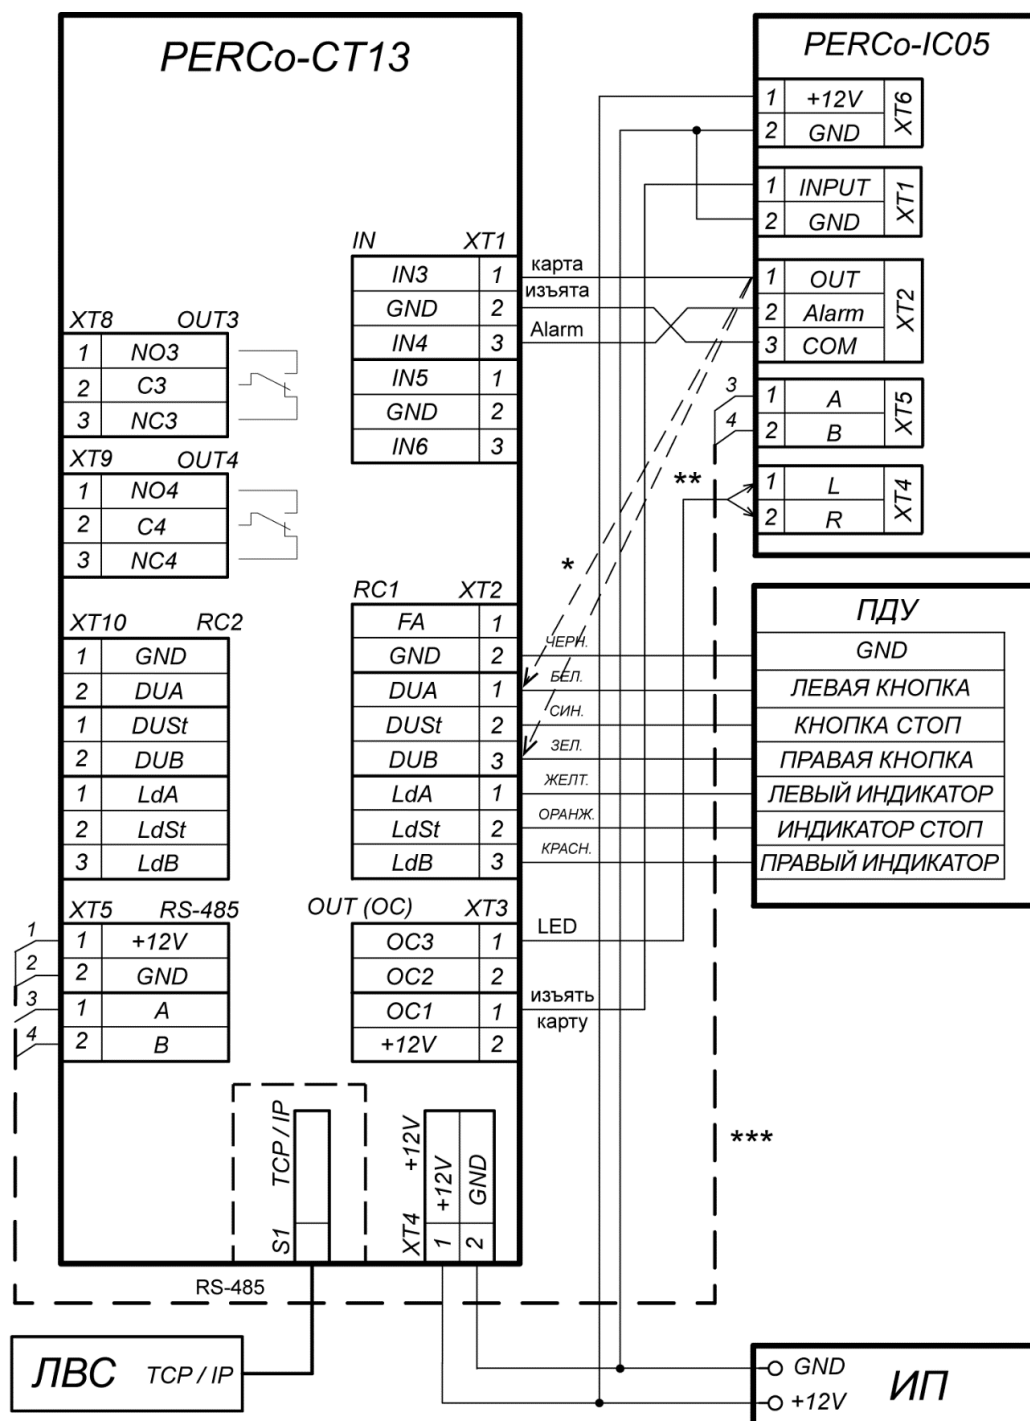 PERCo-CT13
PERCo-IC05
1 +12V
2 GND
XT6
1 INPUT
2 GND
XT1
1 OUT
2 Alarm
3 COM
XT2
1 A
2 B
XT5
3
4
1 L
2 R
XT4
**
IN XT1
IN3 1
GND 2
IN4 3
IN5 1
GND 2
IN6 3
карта
изъята
Alarm
XT8 OUT3
1 NO3
2 C3
3 NC3
XT9 OUT4
1 NO4
2 C4
3 NC4
*
RC1 XT2
FA 1
GND 2
DUA 1
DUSt 2
DUB 3
LdA 1
LdSt 2
LdB 3
XT10 RC2
1 GND
2 DUA
1 DUSt
2 DUB
1 LdA
2 LdSt
3 LdB
ЧЕРН.
БЕЛ.
СИН.
ЗЕЛ.
ЖЕЛТ.
ОРАНЖ.
КРАСН.
ПДУ
GND
ЛЕВАЯ КНОПКА
КНОПКА СТОП
ПРАВАЯ КНОПКА
ЛЕВЫЙ ИНДИКАТОР
ИНДИКАТОР СТОП
ПРАВЫЙ ИНДИКАТОР
XT5 RS-485
1 1 +12V
2 2 GND
3 1 A
4 2 B
OUT (OC) XT3
OC3 1
OC2 2
OC1 1
+12V 2
LED
изъять
карту
***
S1 TCP / IP
XT4 +12V
1 +12V
2 GND
RS-485
ЛВС TCP / IP
GND
+12V
ИП